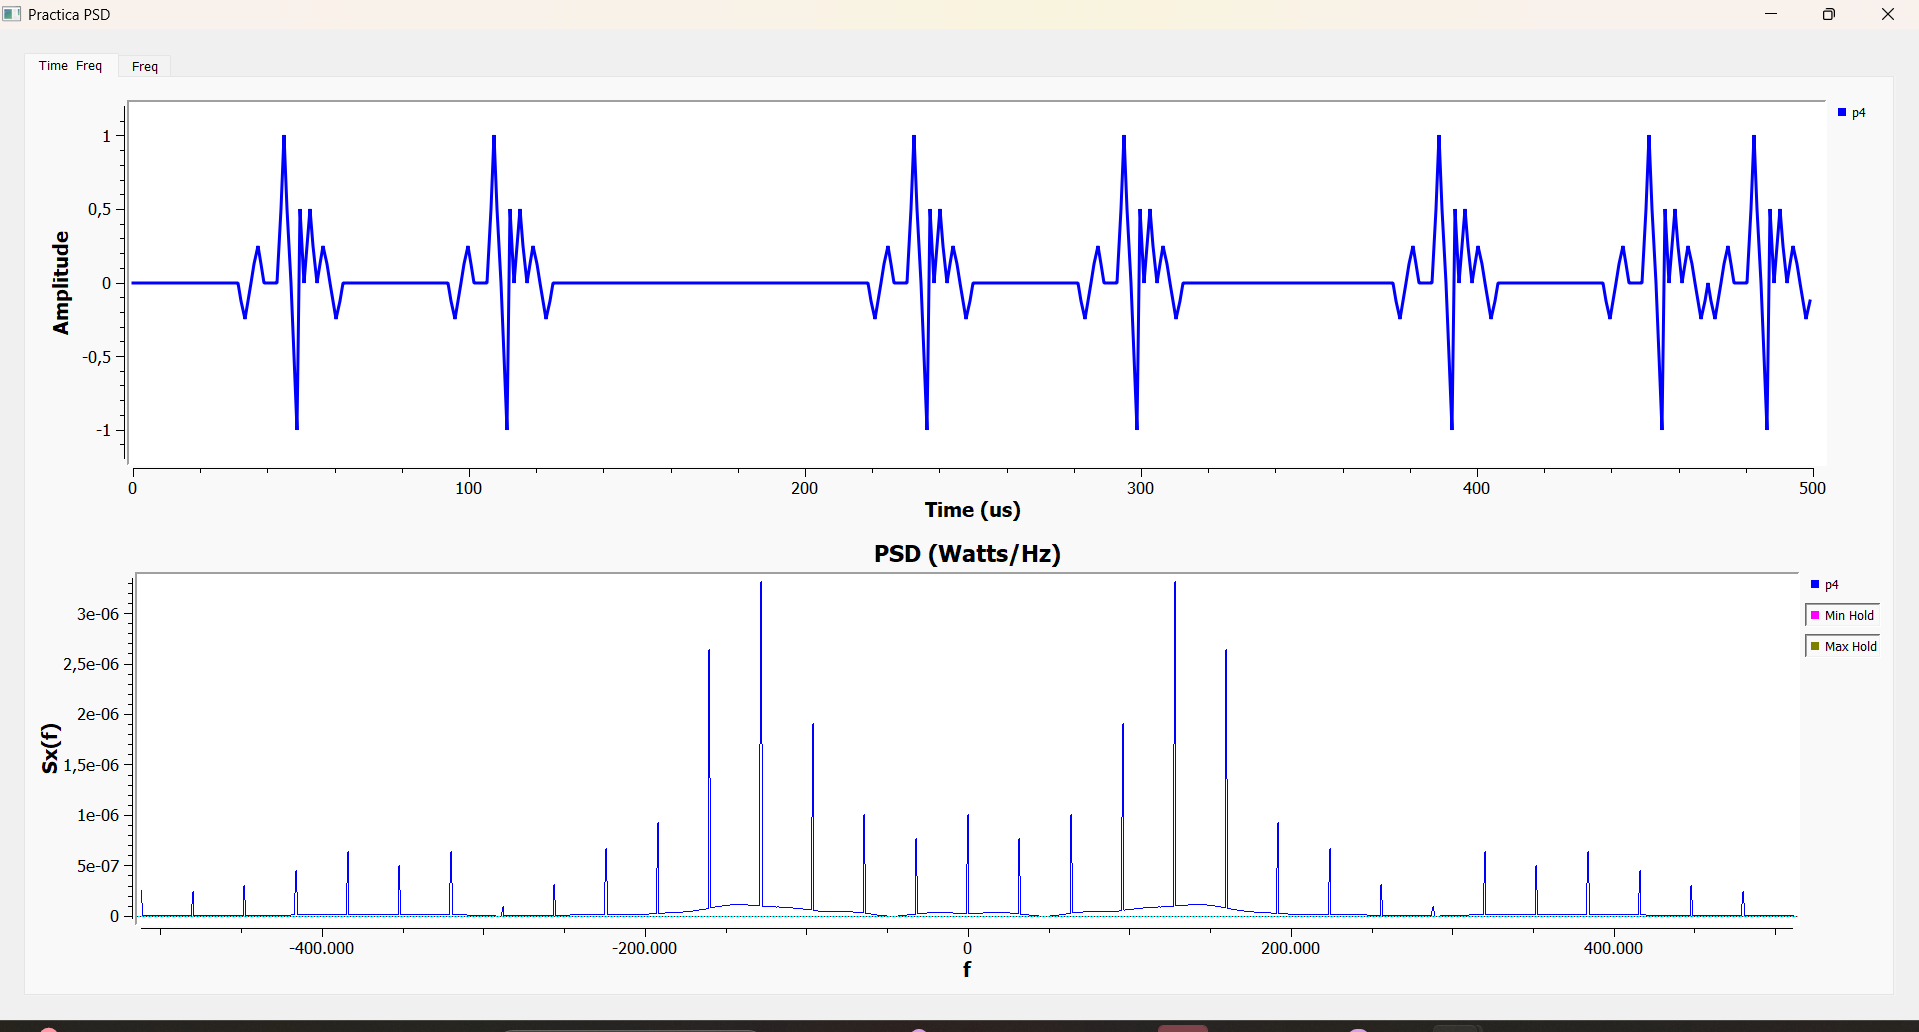 Practica PSD
Time Freq
Freq
1
0,5
0
-0,5
-1
Amplitude
p4
0
100
200
300
400
500
Time (us)
PSD (Watts/Hz)
3e-06
2,5e-06
2e-06
1,5e-06
1e-06
5e-07
0
Sx(f)
p4
Min Hold
Max Hold
-400.000
-200.000
0
200.000
400.000
f